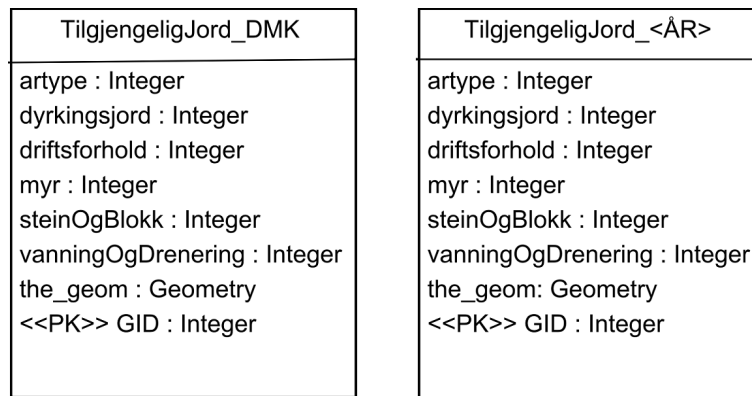 TilgjengeligJord_DMK
artype : Integer
dyrkingsjord : Integer
driftsforhold : Integer
myr : Integer
steinOgBlokk : Integer
vanningOgDrenering : Integer
the_geom : Geometry
<<PK>> GID : Integer
TilgjengeligJord_<ÅR>
artype : Integer
dyrkingsjord : Integer
driftsforhold : Integer
myr : Integer
steinOgBlokk : Integer
vanningOgDrenering : Integer
the_geom: Geometry
<<PK>> GID : Integer